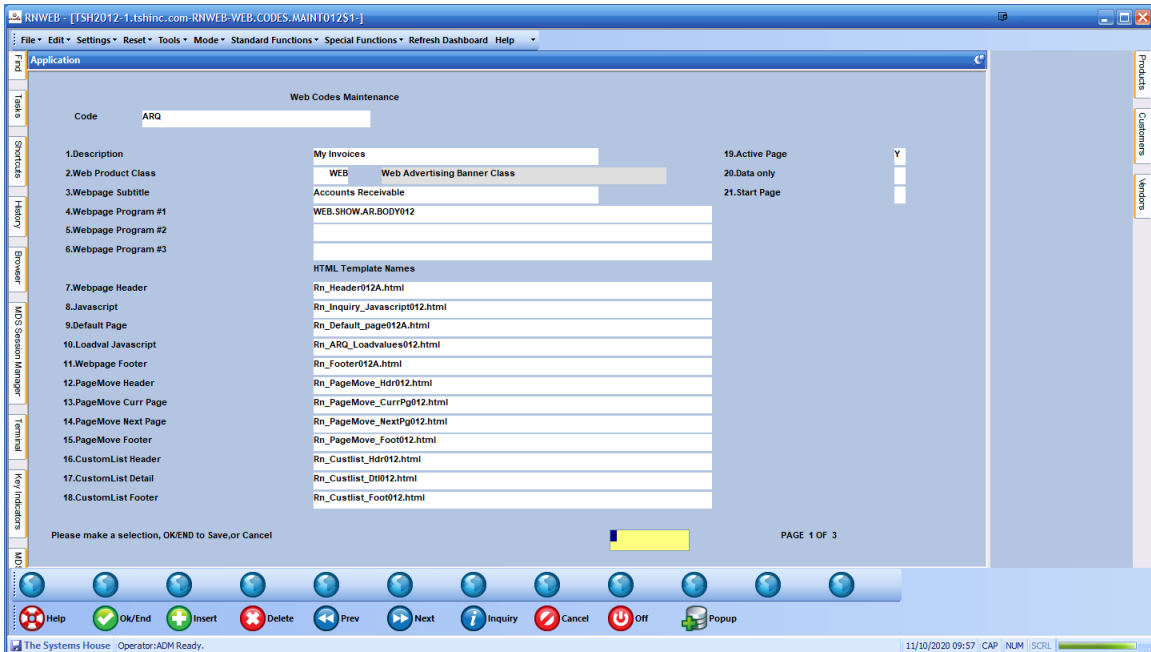 RNWEB - [TSH2012-1.tshinc.com-RNWEB-WEB.CODES.MAINT012$1-]
File Edit Settings Reset Tools Mode Standard Functions Special Functions Refresh Dashboard Help
Application
Find
Tasks
Shortcuts
History
Browser
MDS Session Manager
Terminal
Key Indicators
MDS
Products
Customers
Vendors
Web Codes Maintenance
Code ARQ
1.Description My Invoices 19.Active Page Y
2.Web Product Class WEB Web Advertising Banner Class 20.Data only
3.Webpage Subtitle Accounts Receivable 21.Start Page
4.Webpage Program #1 WEB.SHOW.AR.BODY012
5.Webpage Program #2
6.Webpage Program #3
HTML Template Names
7.Webpage Header Rn_Header012A.html
8.Javascript Rn_Inquiry_Javascript012.html
9.Default Page Rn_Default_page012A.html
10.Loadval Javascript Rn_ARQ_Loadvalues012.html
11.Webpage Footer Rn_Footer012A.html
12.PageMove Header Rn_PageMove_Hdr012.html
13.PageMove Curr Page Rn_PageMove_CurrPg012.html
14.PageMove Next Page Rn_PageMove_NextPg012.html
15.PageMove Footer Rn_PageMove_Foot012.html
16.CustomList Header Rn_Custlist_Hdr012.html
17.CustomList Detail Rn_Custlist_Dtl012.html
18.CustomList Footer Rn_Custlist_Foot012.html
Please make a selection, OK/END to Save,or Cancel PAGE 1 OF 3
Help Ok/End Insert Delete Prev Next Inquiry Cancel Off Popup
The Systems House Operator:ADM Ready. 11/10/2020 09:57 CAP NUM SCRL